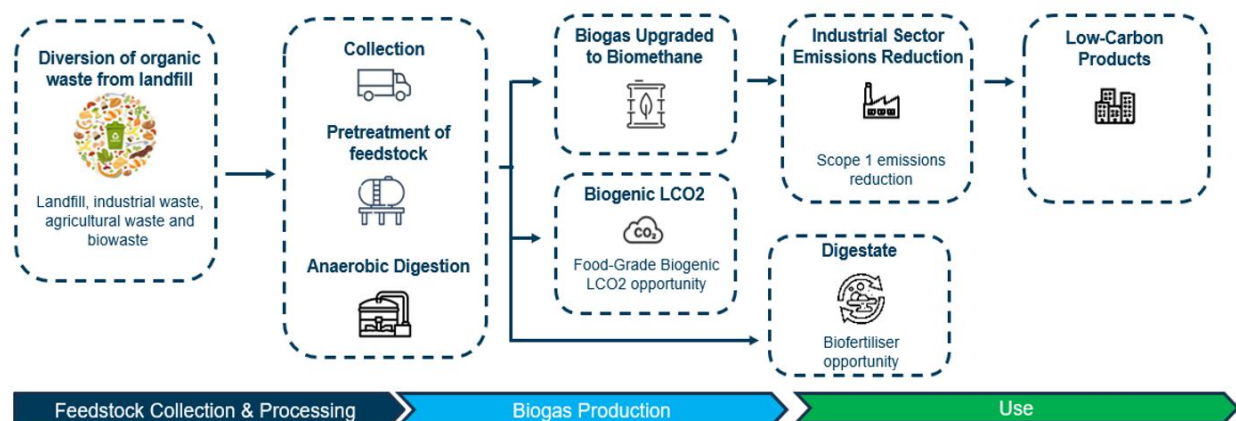 Diversion of organic
waste from landfill
Landfill, industrial waste,
agricultural waste and
biowaste
Collection
Pretreatment of
feedstock
Anaerobic Digestion
Biogas Upgraded
to Biomethane
Biogenic LCO2
CO₂
Food-Grade Biogenic
LCO2 opportunity
Industrial Sector
Emissions Reduction
Scope 1 emissions
reduction
Low-Carbon
Products
Digestate
Biofertiliser
opportunity
Feedstock Collection & Processing
Biogas Production
Use